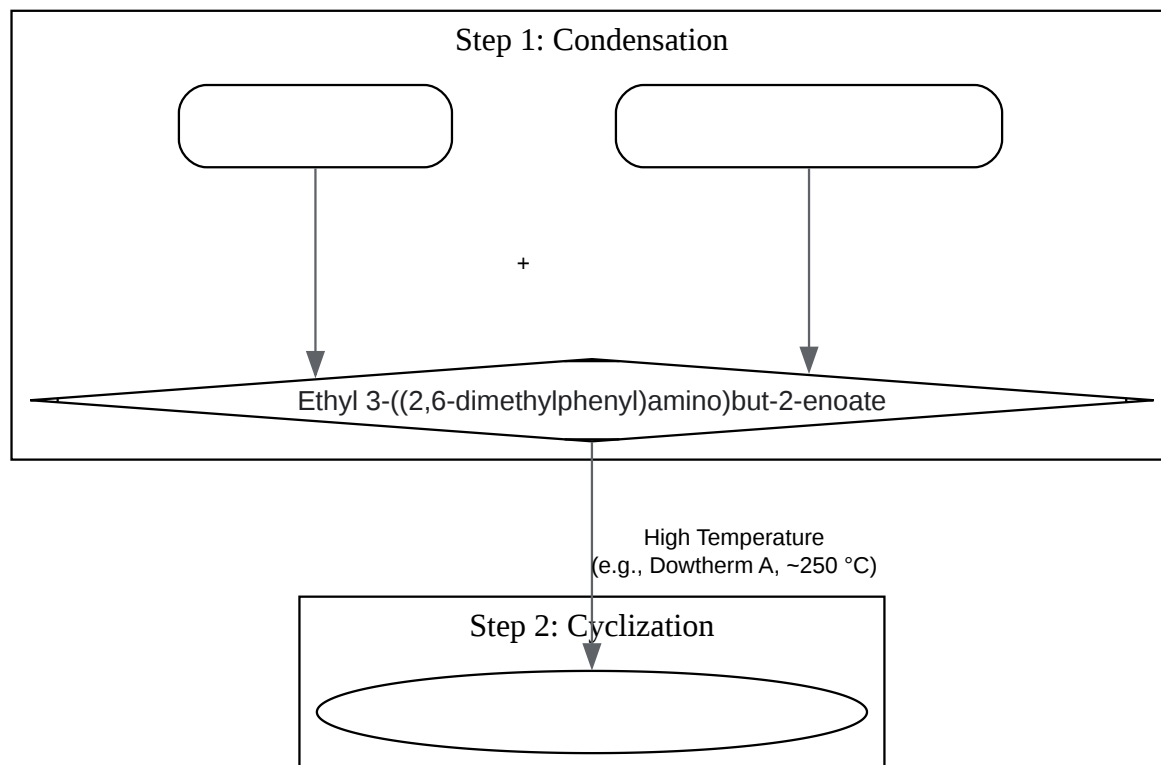 Step 1: Condensation
+
Ethyl 3-((2,6-dimethylphenyl)amino)but-2-enoate
High Temperature
(e.g., Dowtherm A, ~250 °C)
Step 2: Cyclization